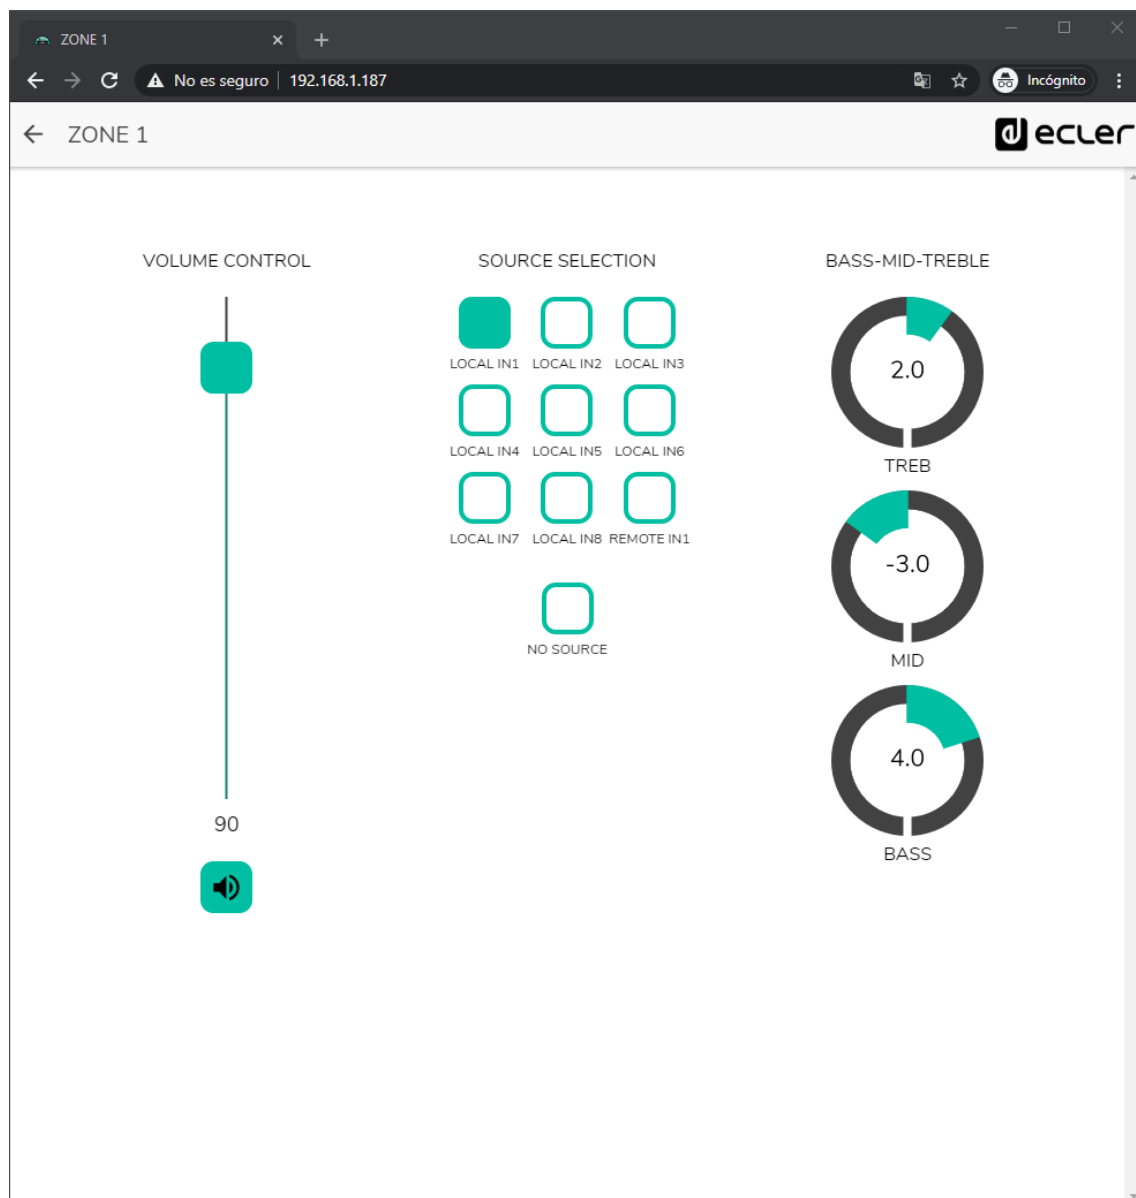 ZONE 1
No es seguro 192.168.1.187 Incógnito
ZONE 1 ecler
VOLUME CONTROL
90
SOURCE SELECTION
LOCAL IN1 LOCAL IN2 LOCAL IN3
LOCAL IN4 LOCAL IN5 LOCAL IN6
LOCAL IN7 LOCAL IN8 REMOTE IN1
NO SOURCE
BASS-MID-TREBLE
2.0
TREB
-3.0
MID
4.0
BASS